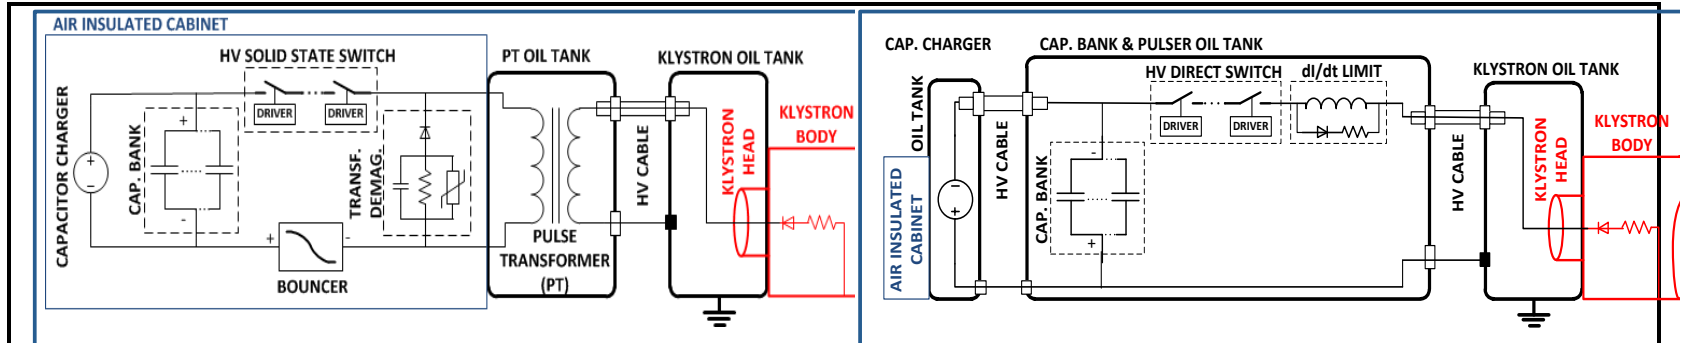 AIR INSULATED CABINET
HV SOLID STATE SWITCH
PT OIL TANK
KLYSTRON OIL TANK
DRIVER
DRIVER
CAPACITOR CHARGER
+
−
CAP. BANK
+
-
TRANSF.
DEMAG.
+
-
BOUNCER
PULSE
TRANSFORMER
(PT)
HV CABLE
KLYSTRON
HEAD
KLYSTRON
BODY
CAP. CHARGER
CAP. BANK & PULSER OIL TANK
HV DIRECT SWITCH
dI/dt LIMIT
KLYSTRON OIL TANK
OIL TANK
AIR INSULATED
CABINET
−
+
HV CABLE
CAP. BANK
-
+
DRIVER
DRIVER
HV CABLE
KLYSTRON
HEAD
KLYSTRON
BODY